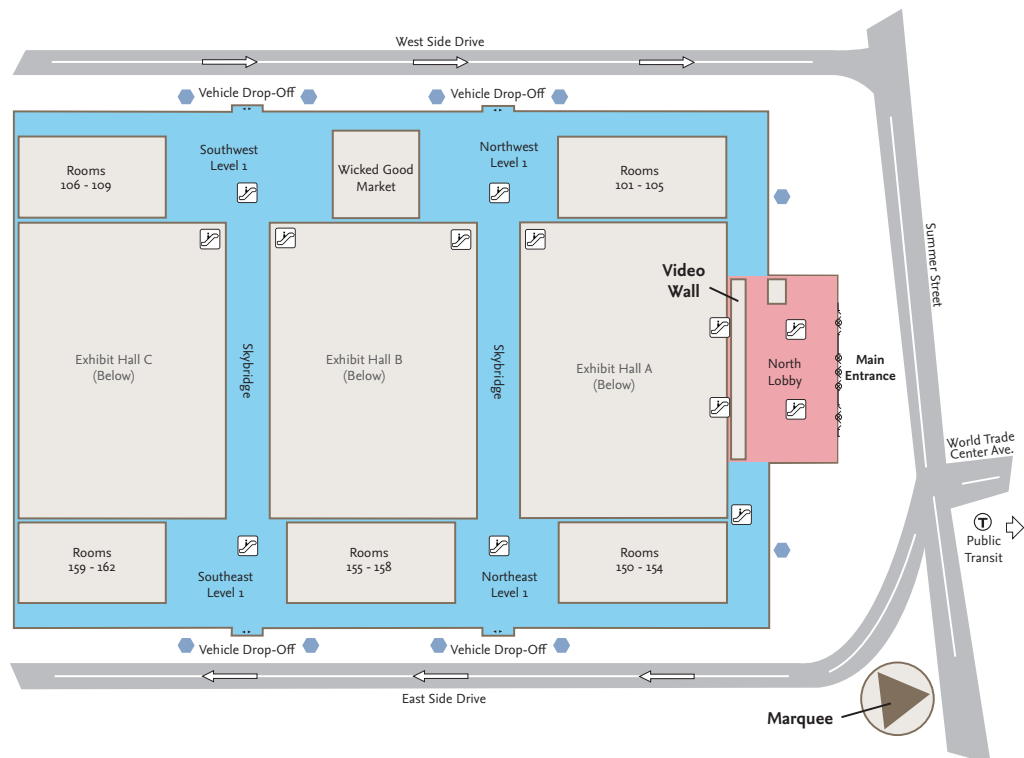 West Side Drive
Vehicle Drop-Off
Vehicle Drop-Off
Southwest
Level 1
Northwest
Level 1
Rooms
106 - 109
Wicked Good
Market
Rooms
101 - 105
Summer Street
Video
Wall
Exhibit Hall C
(Below)
Skybridge
Exhibit Hall B
(Below)
Skybridge
Exhibit Hall A
(Below)
North
Lobby
Main
Entrance
World Trade
Center Ave.
T
Public
Transit
Rooms
159 - 162
Southeast
Level 1
Rooms
155 - 158
Northeast
Level 1
Rooms
150 - 154
Vehicle Drop-Off
Vehicle Drop-Off
East Side Drive
Marquee